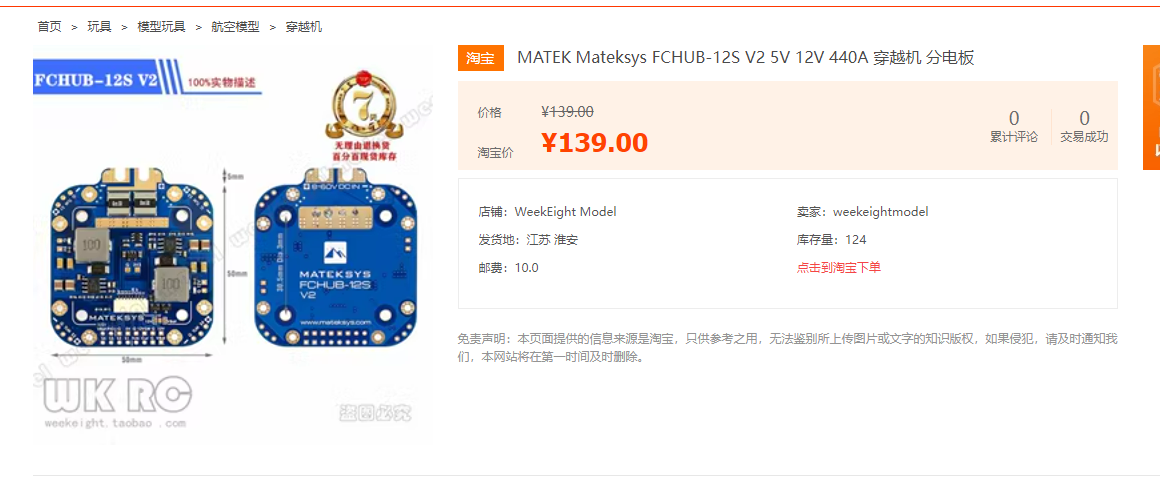 首页 > 玩具 > 模型玩具 > 航空模型 > 穿越机
FCHUB-12S V2
100%实物描述
7天
无理由退换货
百分百现货库存
5mm
8-60V DC IN
100
100
50mm
30.5mm D3.3mm
MATEKSYS
FCHUB-12S
V2
www.mateksys.com
MATEKSYS
50mm
WK RC
weekeight.taobao.com
盗图必究
淘宝 MATEK Mateksys FCHUB-12S V2 5V 12V 440A 穿越机 分电板
价格 ¥139.00
淘宝价 ¥139.00
0 0
累计评论 交易成功
店铺：WeekEight Model 卖家：weekeightmodel
发货地：江苏 淮安 库存量：124
邮费：10.0 点击到淘宝下单
免责声明：本页面提供的信息来源是淘宝，只供参考之用，无法鉴别所上传图片或文字的知识版权，如果侵犯，请及时通知我
们，本网站将在第一时间及时删除。